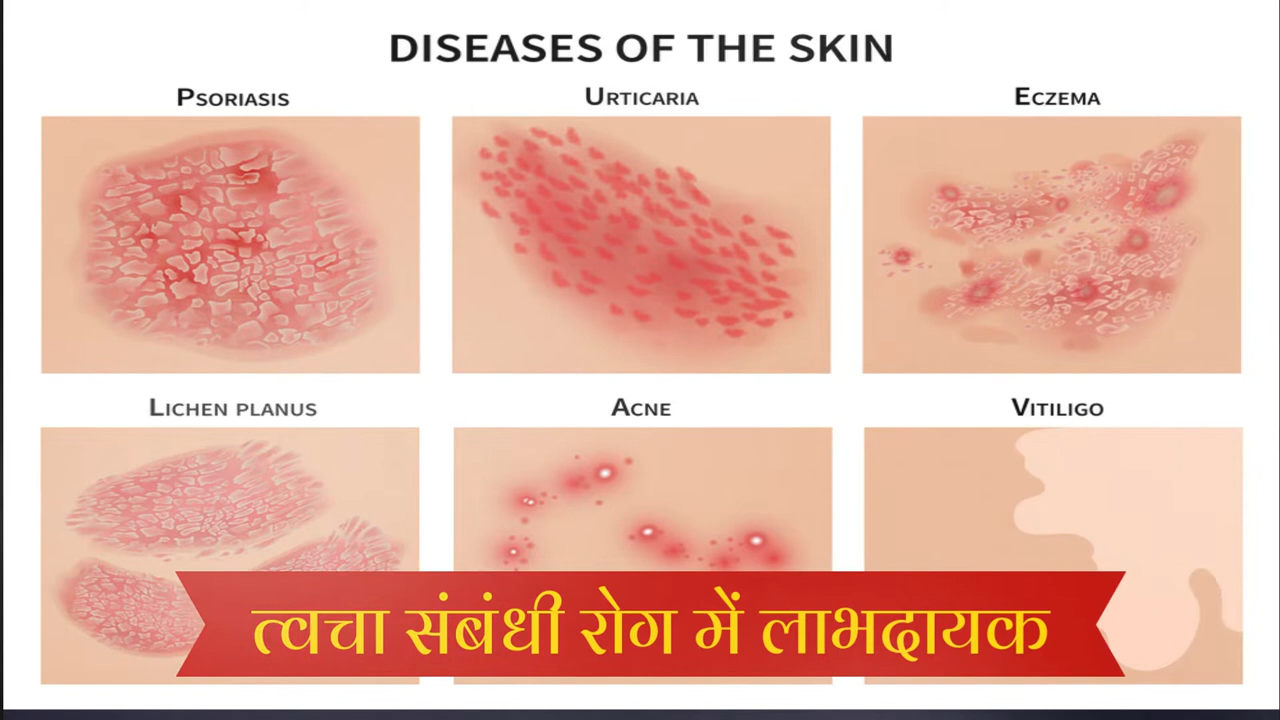 DISEASES OF THE SKIN
PSORIASIS
URTICARIA
ECZEMA
LICHEN PLANUS
ACNE
VITILIGO
त्वचा संबंधी रोग में लाभदायक